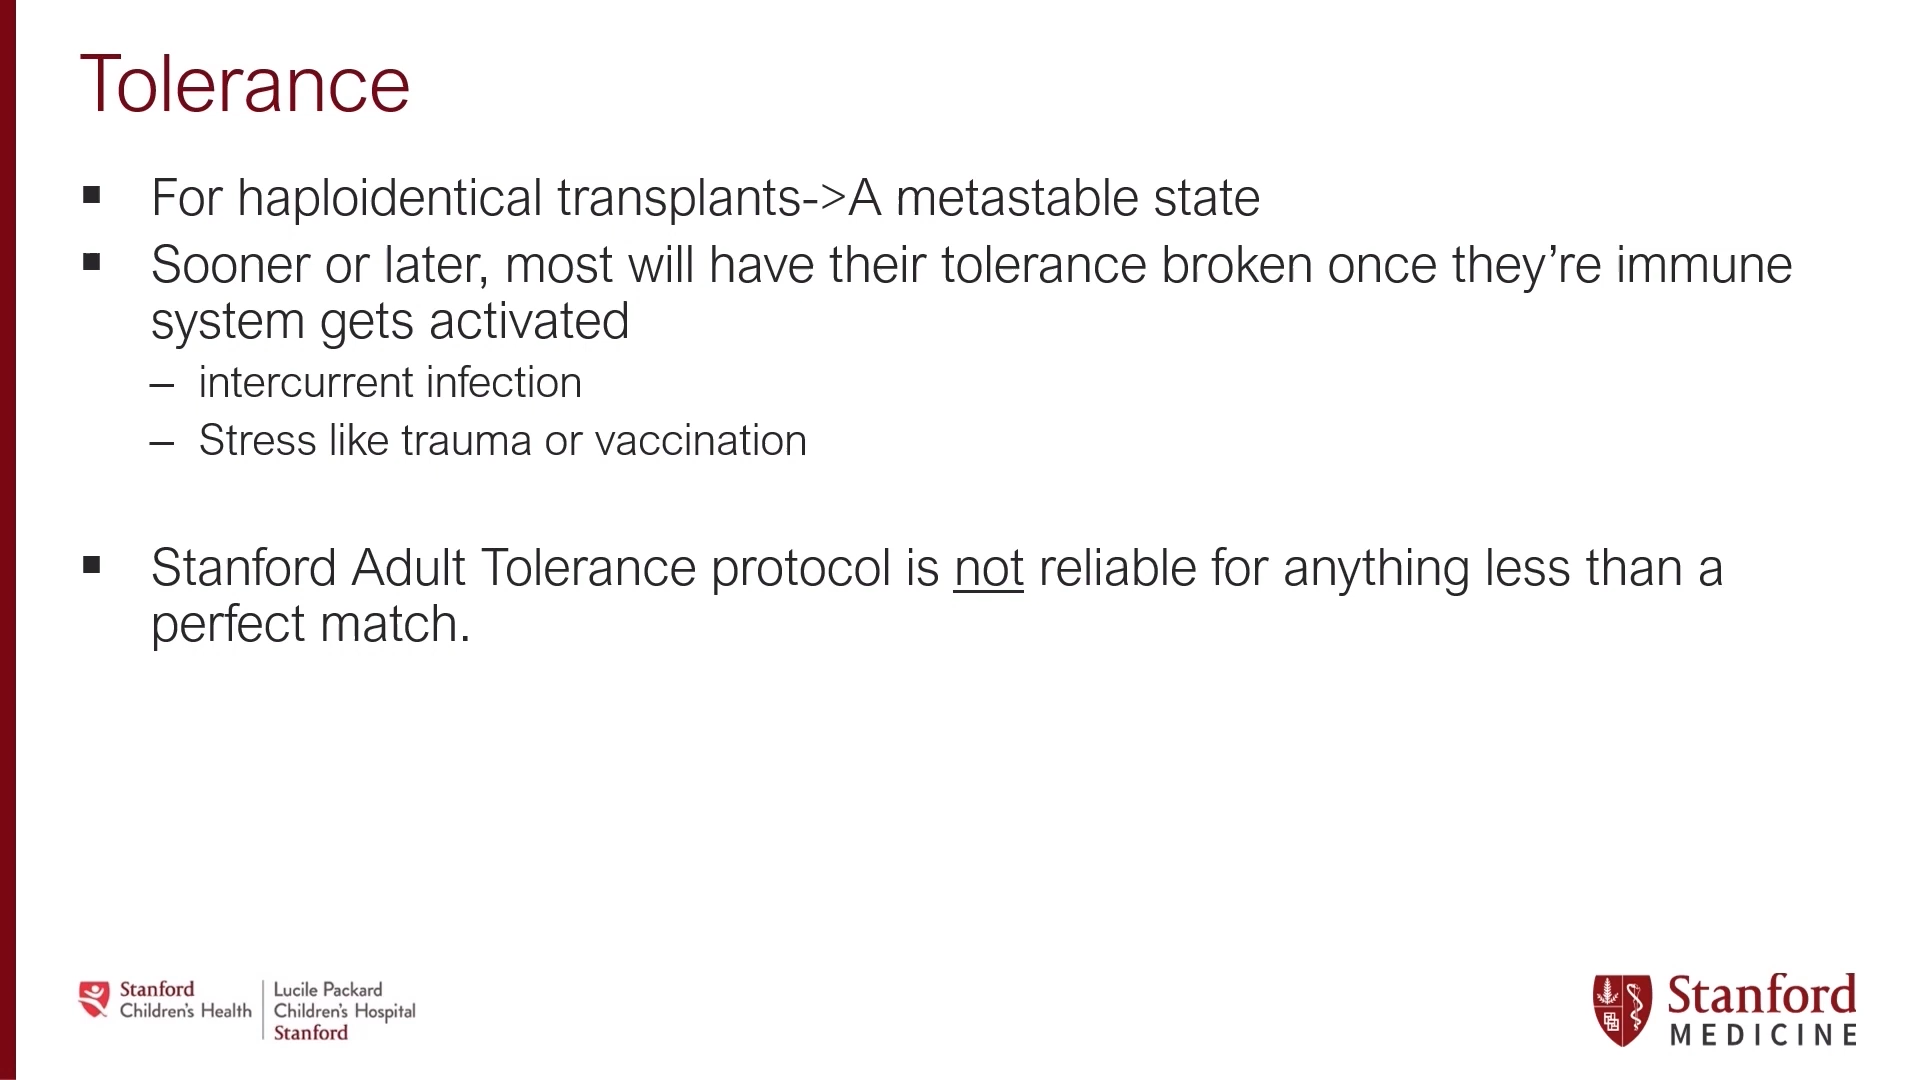 Tolerance
▪ For haploidentical transplants->A metastable state
▪ Sooner or later, most will have their tolerance broken once they’re immune
system gets activated
– intercurrent infection
– Stress like trauma or vaccination
▪ Stanford Adult Tolerance protocol is not reliable for anything less than a
perfect match.
Stanford
Children's Health
Lucile Packard
Children's Hospital
Stanford
Stanford
MEDICINE